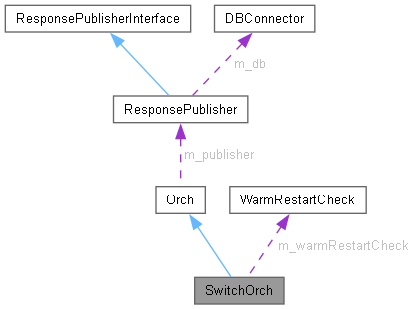 ResponsePublisherInterface
DBConnector
m_db
ResponsePublisher
m_publisher
Orch
WarmRestartCheck
m_warmRestartCheck
SwitchOrch